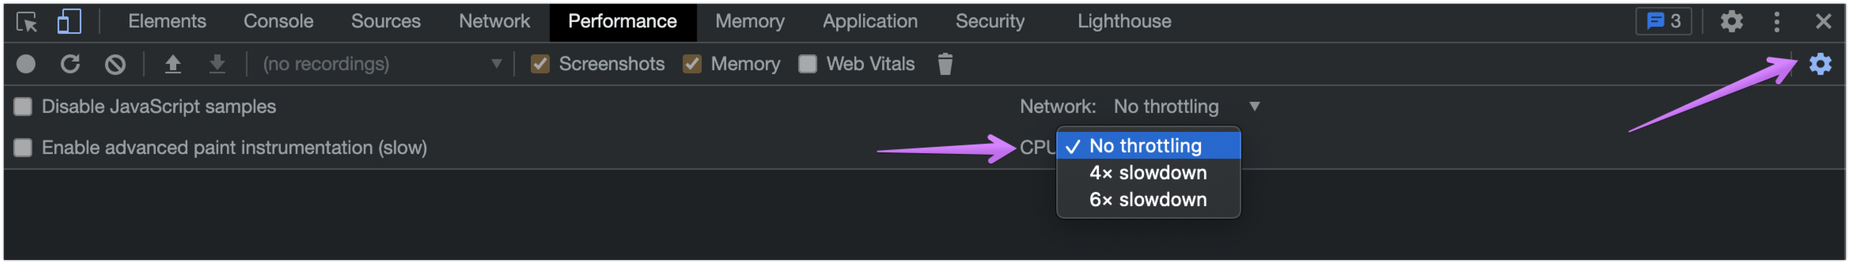 Elements Console Sources Network Performance Memory Application Security Lighthouse 3
(no recordings) Screenshots Memory Web Vitals
Disable JavaScript samples Network: No throttling
Enable advanced paint instrumentation (slow) CPU No throttling
4× slowdown
6× slowdown